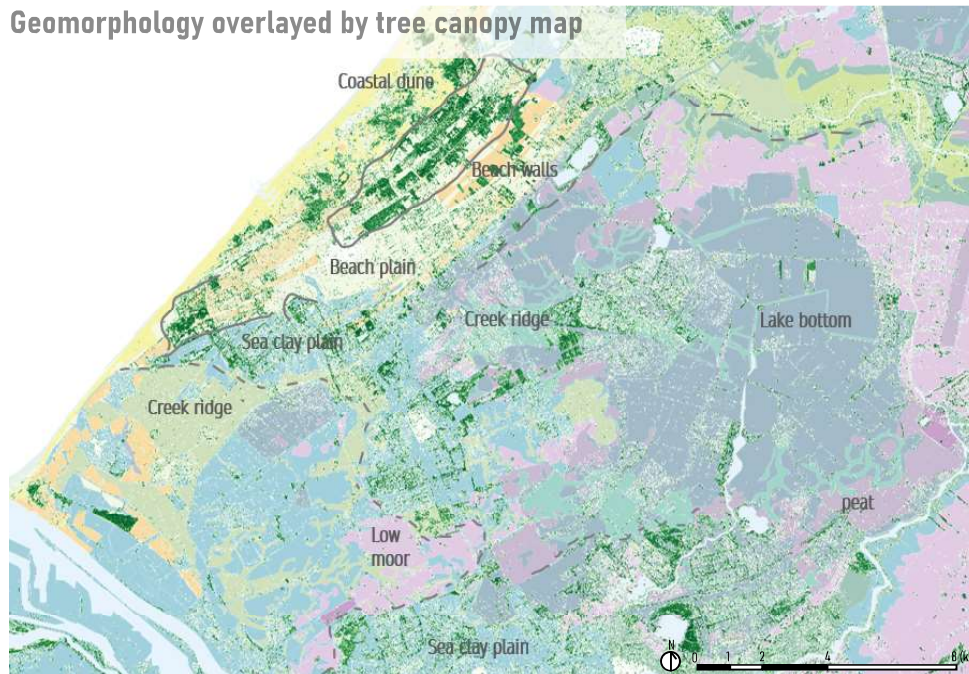 Geomorphology overlayed by tree canopy map
Coastal dune
Beach walls
Beach plain
Creek ridge
Lake bottom
Sea clay plain
Creek ridge
peat
Low
moor
Sea clay plain
N
0 1 2 4 8 (k